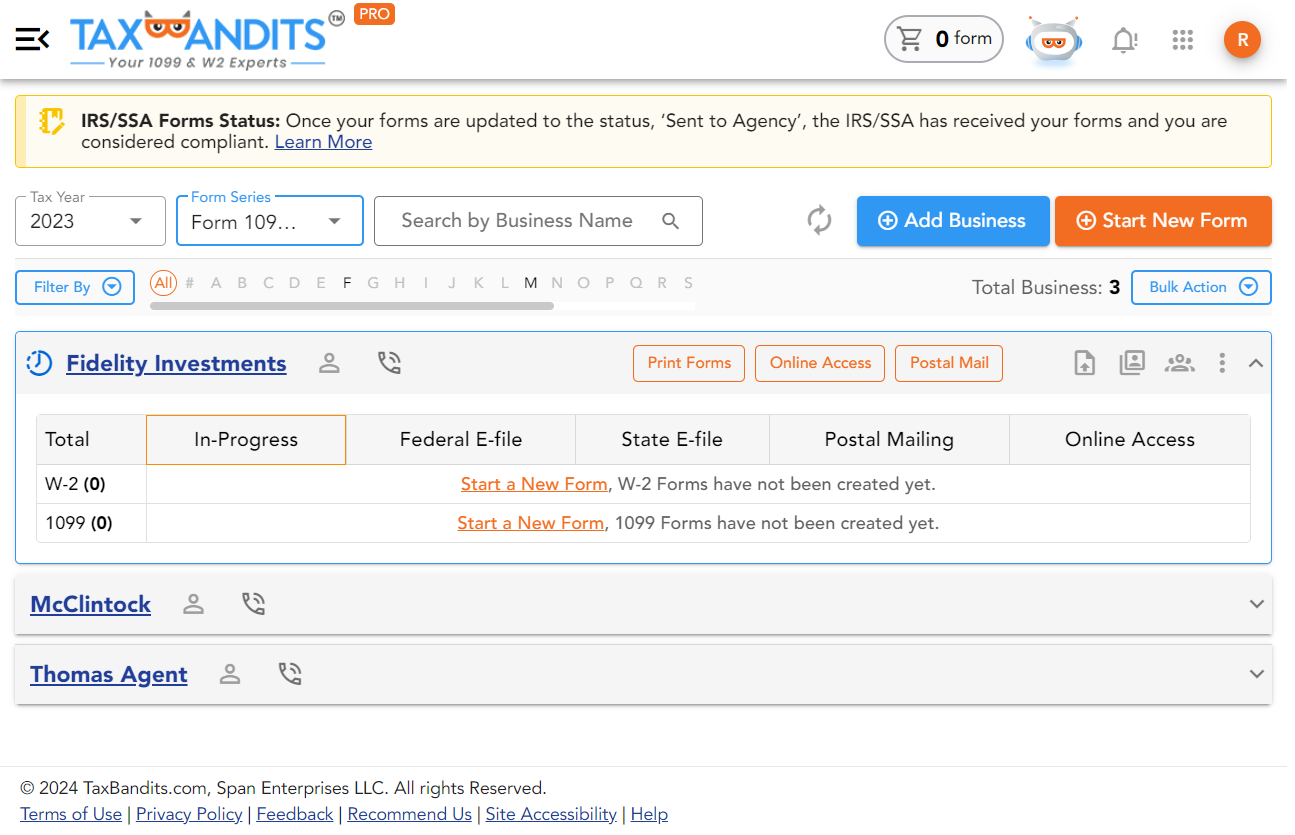 TAXBANDITS TM PRO
Your 1099 & W2 Experts
0 form
R
IRS/SSA Forms Status: Once your forms are updated to the status, ‘Sent to Agency’, the IRS/SSA has received your forms and you are
considered compliant. Learn More
Tax Year
2023
Form Series
Form 109...
Search by Business Name
Add Business
Start New Form
Filter By
All # A B C D E F G H I J K L M N O P Q R S
Total Business: 3
Bulk Action
Fidelity Investments
Print Forms
Online Access
Postal Mail
Total In-Progress Federal E-file State E-file Postal Mailing Online Access
W-2 (0) Start a New Form, W-2 Forms have not been created yet.
1099 (0) Start a New Form, 1099 Forms have not been created yet.
McClintock
Thomas Agent
© 2024 TaxBandits.com, Span Enterprises LLC. All rights Reserved.
Terms of Use | Privacy Policy | Feedback | Recommend Us | Site Accessibility | Help